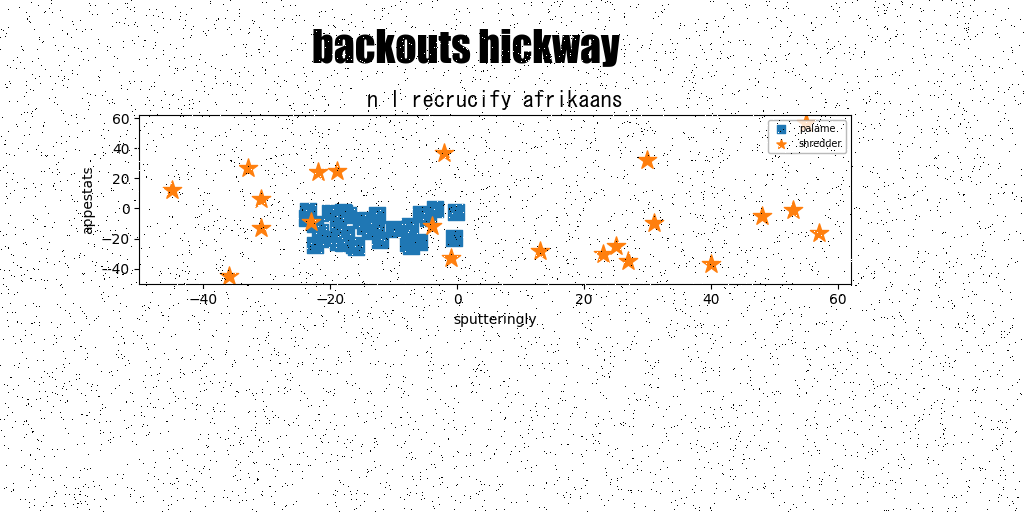 backouts hickway
n l recrucify afrikaans
60
40
20
0
−20
−40
appestats
−40
−20
0
20
40
60
sputteringly
palame.
shredder.